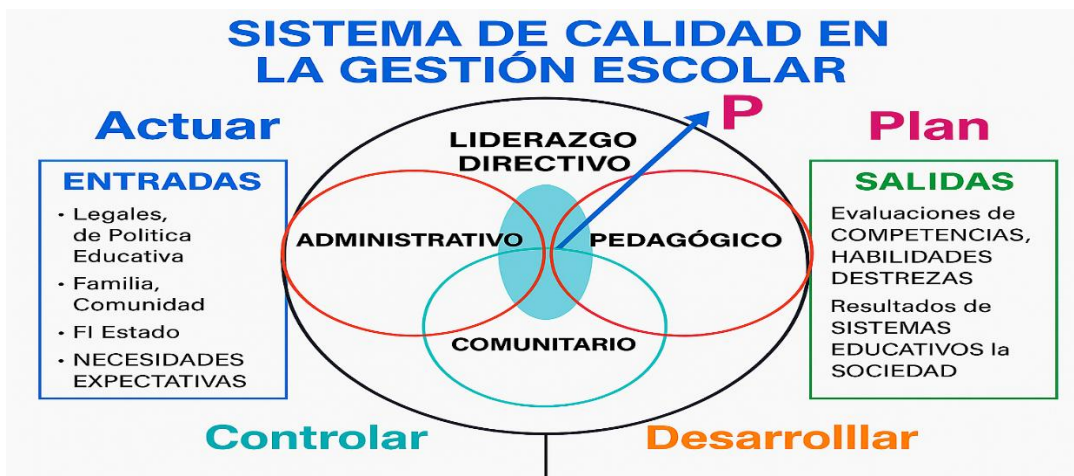 SISTEMA DE CALIDAD EN
LA GESTIÓN ESCOLAR
Actuar
P
Plan
ENTRADAS
• Legales,
de Politica
Educativa
• Familia,
Comunidad
• FI Estado
• NECESIDADES
EXPECTATIVAS
LIDERAZGO
DIRECTIVO
ADMINISTRATIVO
PEDAGÓGICO
COMUNITARIO
SALIDAS
Evaluaciones de
COMPETENCIAS,
HABILIDADES
DESTREZAS
Resultados de
SISTEMAS
EDUCATIVOS la
SOCIEDAD
Controlar
Desarrolllar